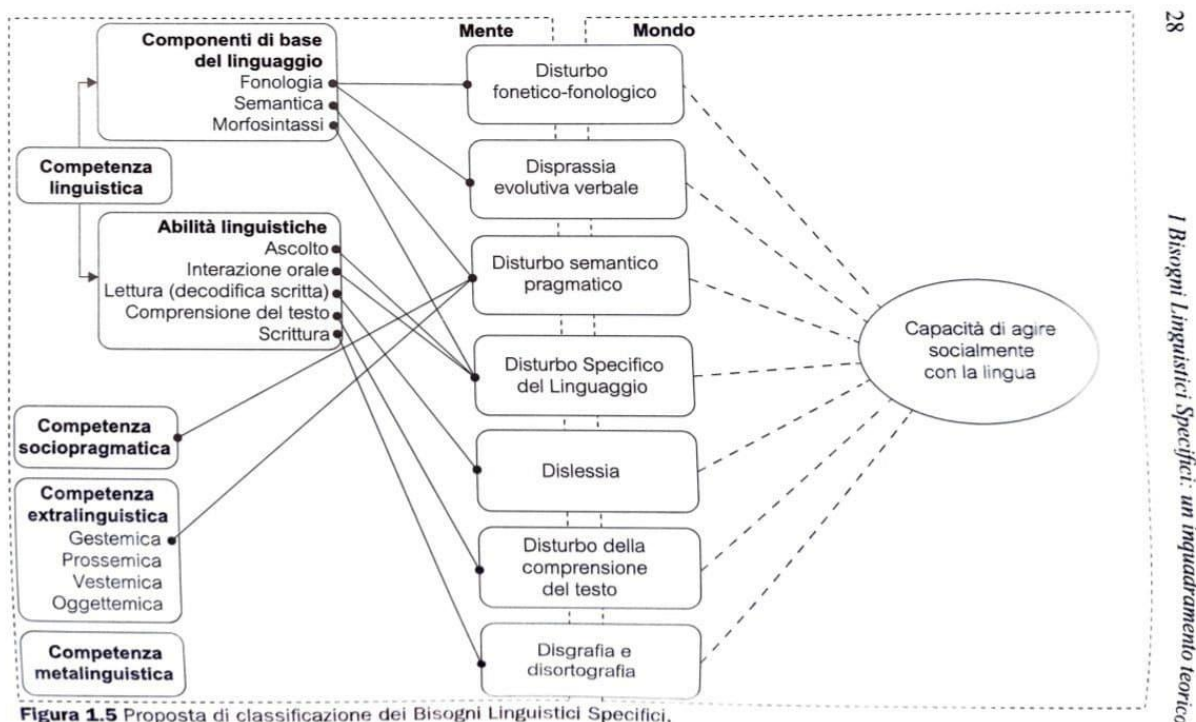 28
I Bisogni Linguistici Specifici: un inquadramento teorico
Mente
Mondo
Componenti di base
del linguaggio
Fonologia
Semantica
Morfosintassi
Competenza
linguistica
Abilità linguistiche
Ascolto
Interazione orale
Lettura (decodifica scritta)
Comprensione del testo
Scrittura
Competenza
sociopragmatica
Competenza
extralinguistica
Gestemica
Prossemica
Vestemica
Oggettemica
Competenza
metalinguistica
Disturbo
fonetico-fonologico
Disprassia
evolutiva verbale
Disturbo semantico
pragmatico
Disturbo Specifico
del Linguaggio
Dislessia
Disturbo della
comprensione
del testo
Disgrafia e
disortografia
Capacità di agire
socialmente
con la lingua
Figura 1.5 Proposta di classificazione dei Bisogni Linguistici Specifici.